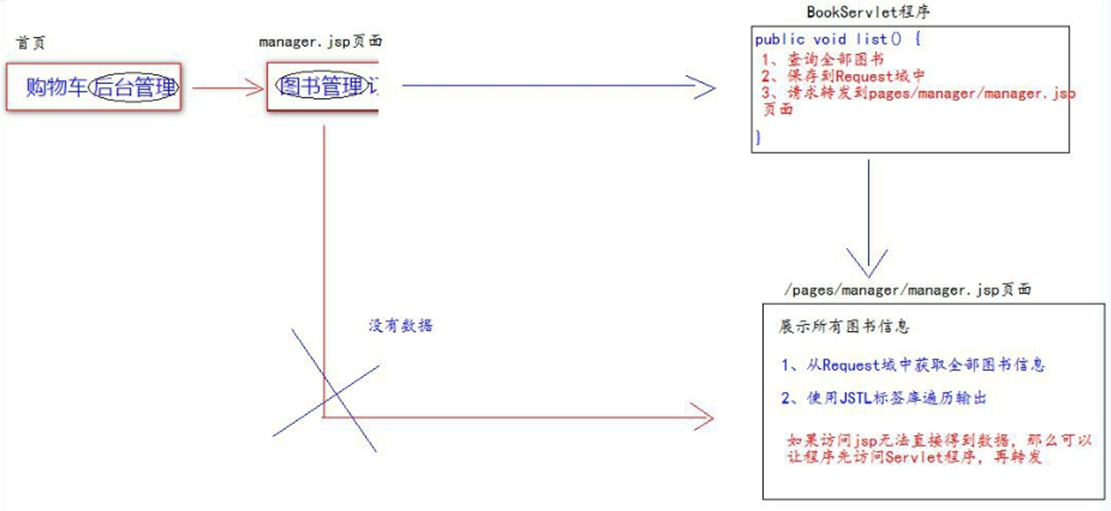 首页
购物车 后台管理
manager.jsp页面
图书管理
BookServlet程序
public void list() {
1、查询全部图书
2、保存到Request域中
3、请求转发到pages/manager/manager.jsp
页面
}
没有数据
/pages/manager/manager.jsp页面
展示所有图书信息
1、从Request域中获取全部图书信息
2、使用JSTL标签库遍历输出
如果访问jsp无法直接得到数据，那么可以
让程序先访问Servlet程序，再转发